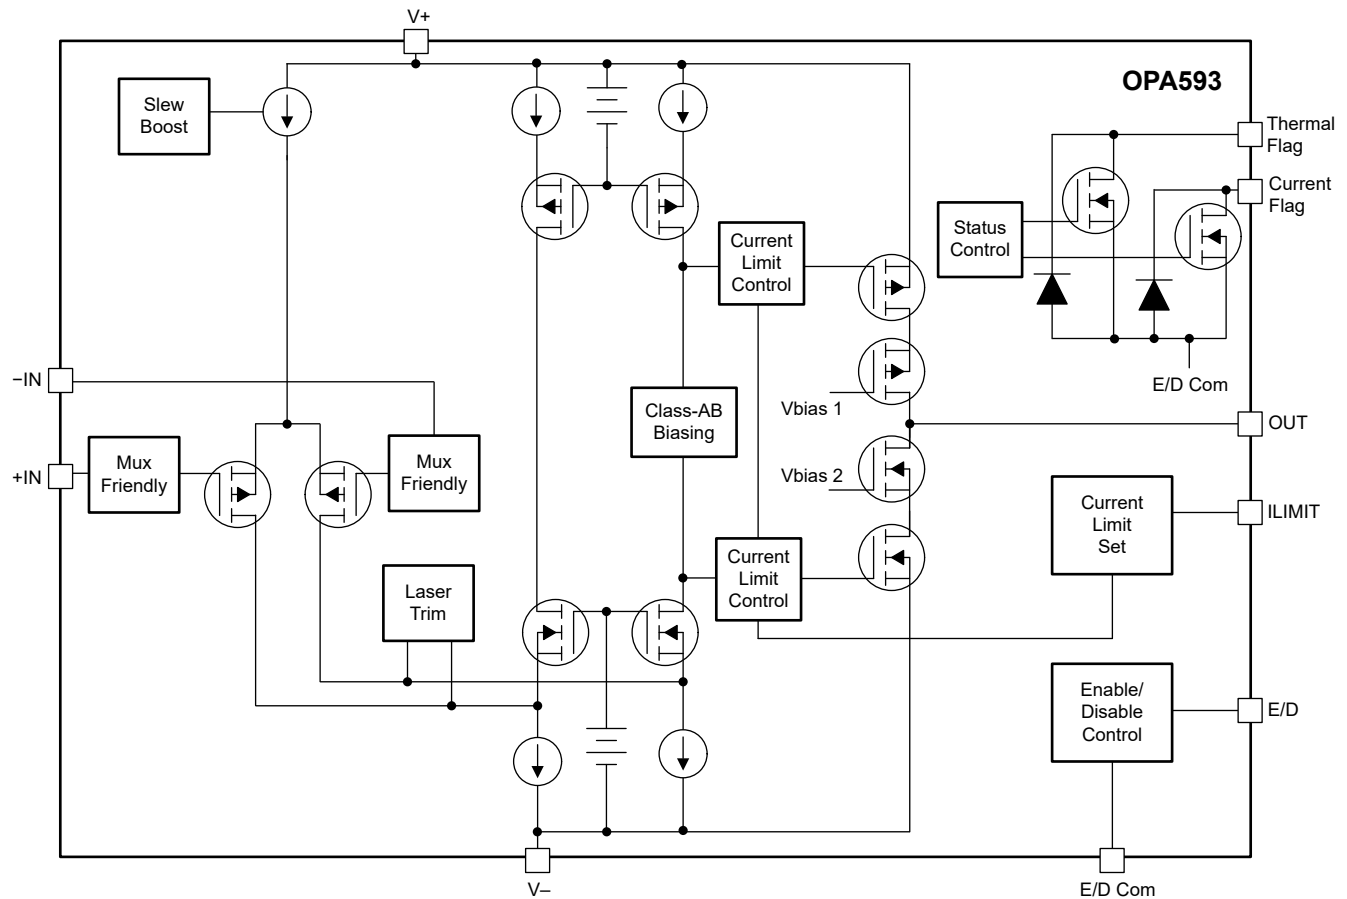 V+
OPA593
Slew
Boost
Thermal
Flag
Current
Flag
Status
Control
Current
Limit
Control
E/D Com
−IN
Vbias 1
Class-AB
Biasing
OUT
+IN
Mux
Friendly
Mux
Friendly
Vbias 2
Current
Limit
Set
ILIMIT
Current
Limit
Control
Laser
Trim
Enable/
Disable
Control
E/D
V–
E/D Com